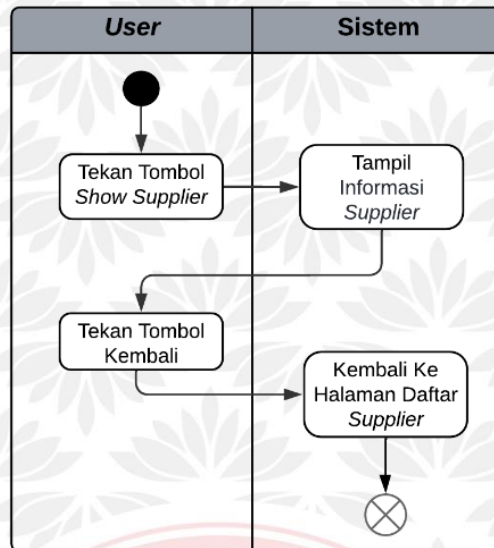 User
Sistem
Tekan Tombol
Show Supplier
Tampil
Informasi
Supplier
Tekan Tombol
Kembali
Kembali Ke
Halaman Daftar
Supplier